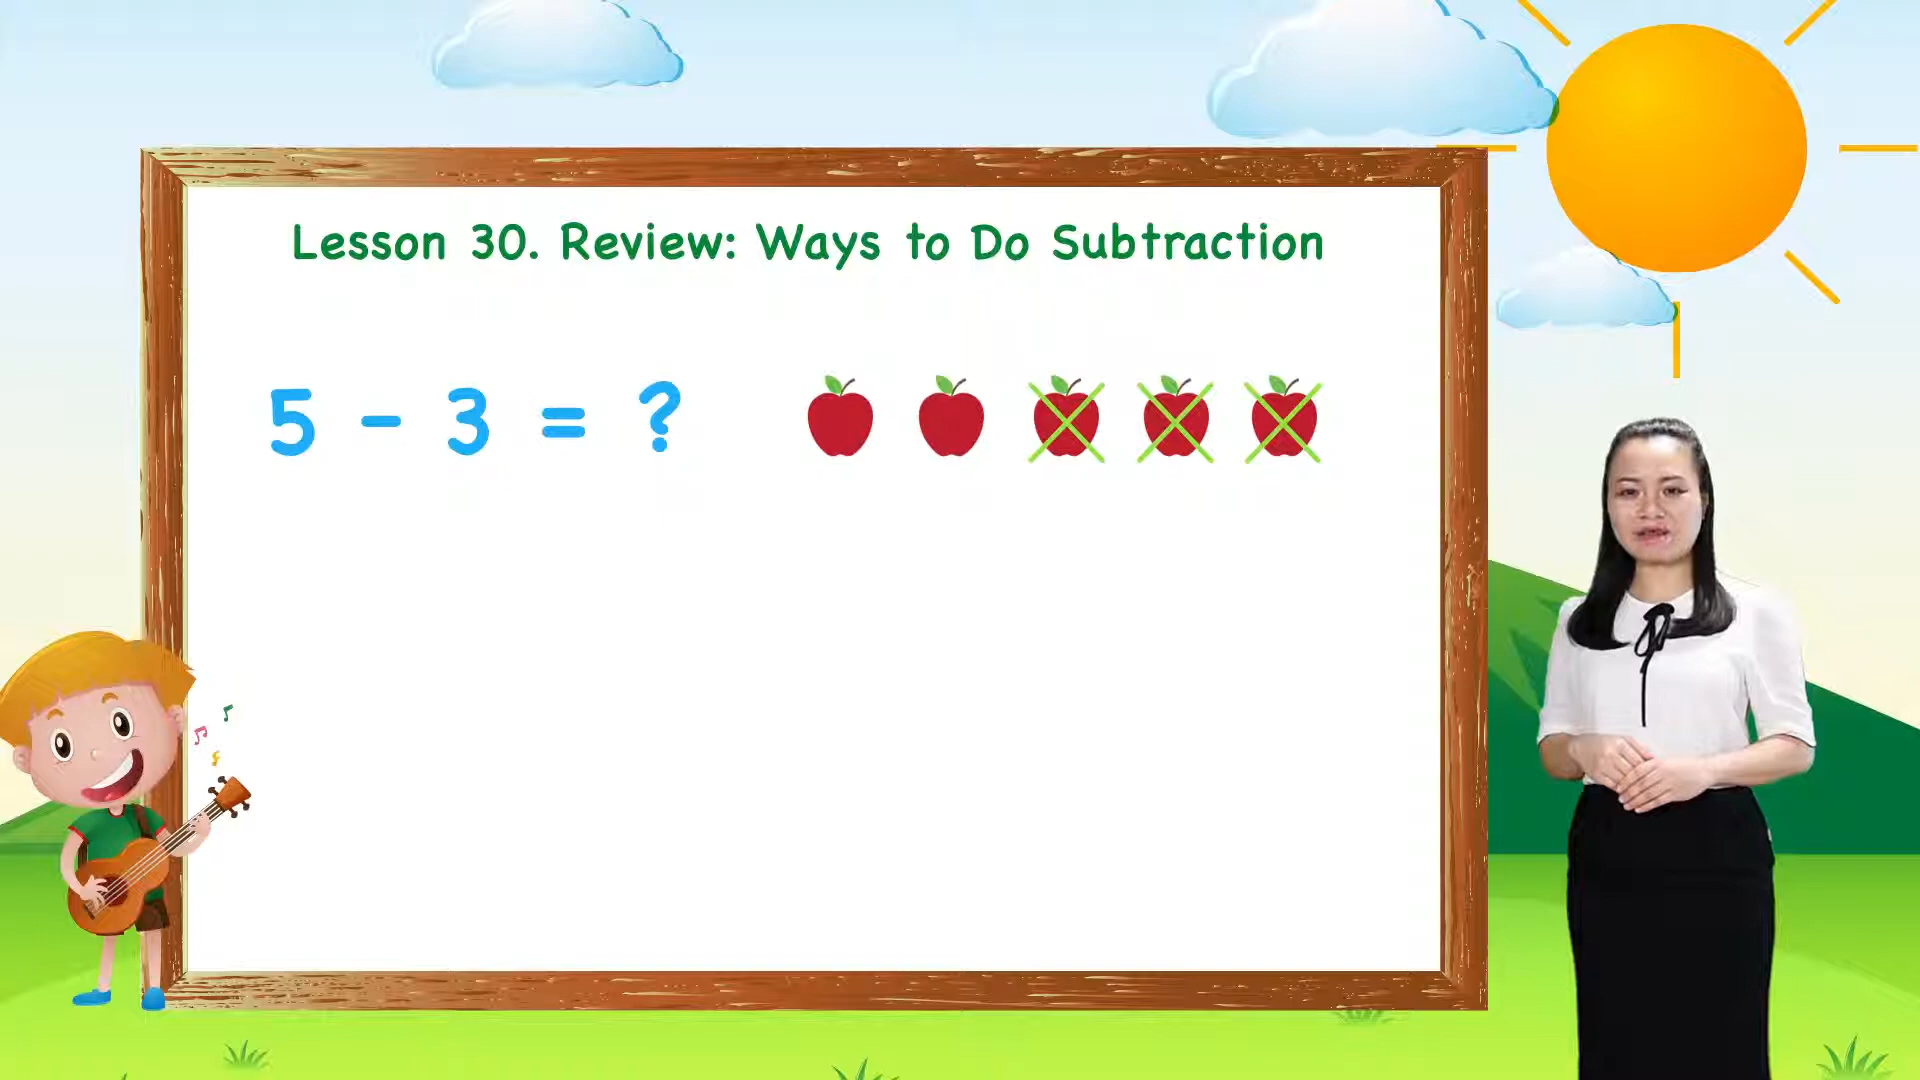 Lesson 30. Review: Ways to Do Subtraction
5 - 3 = ?